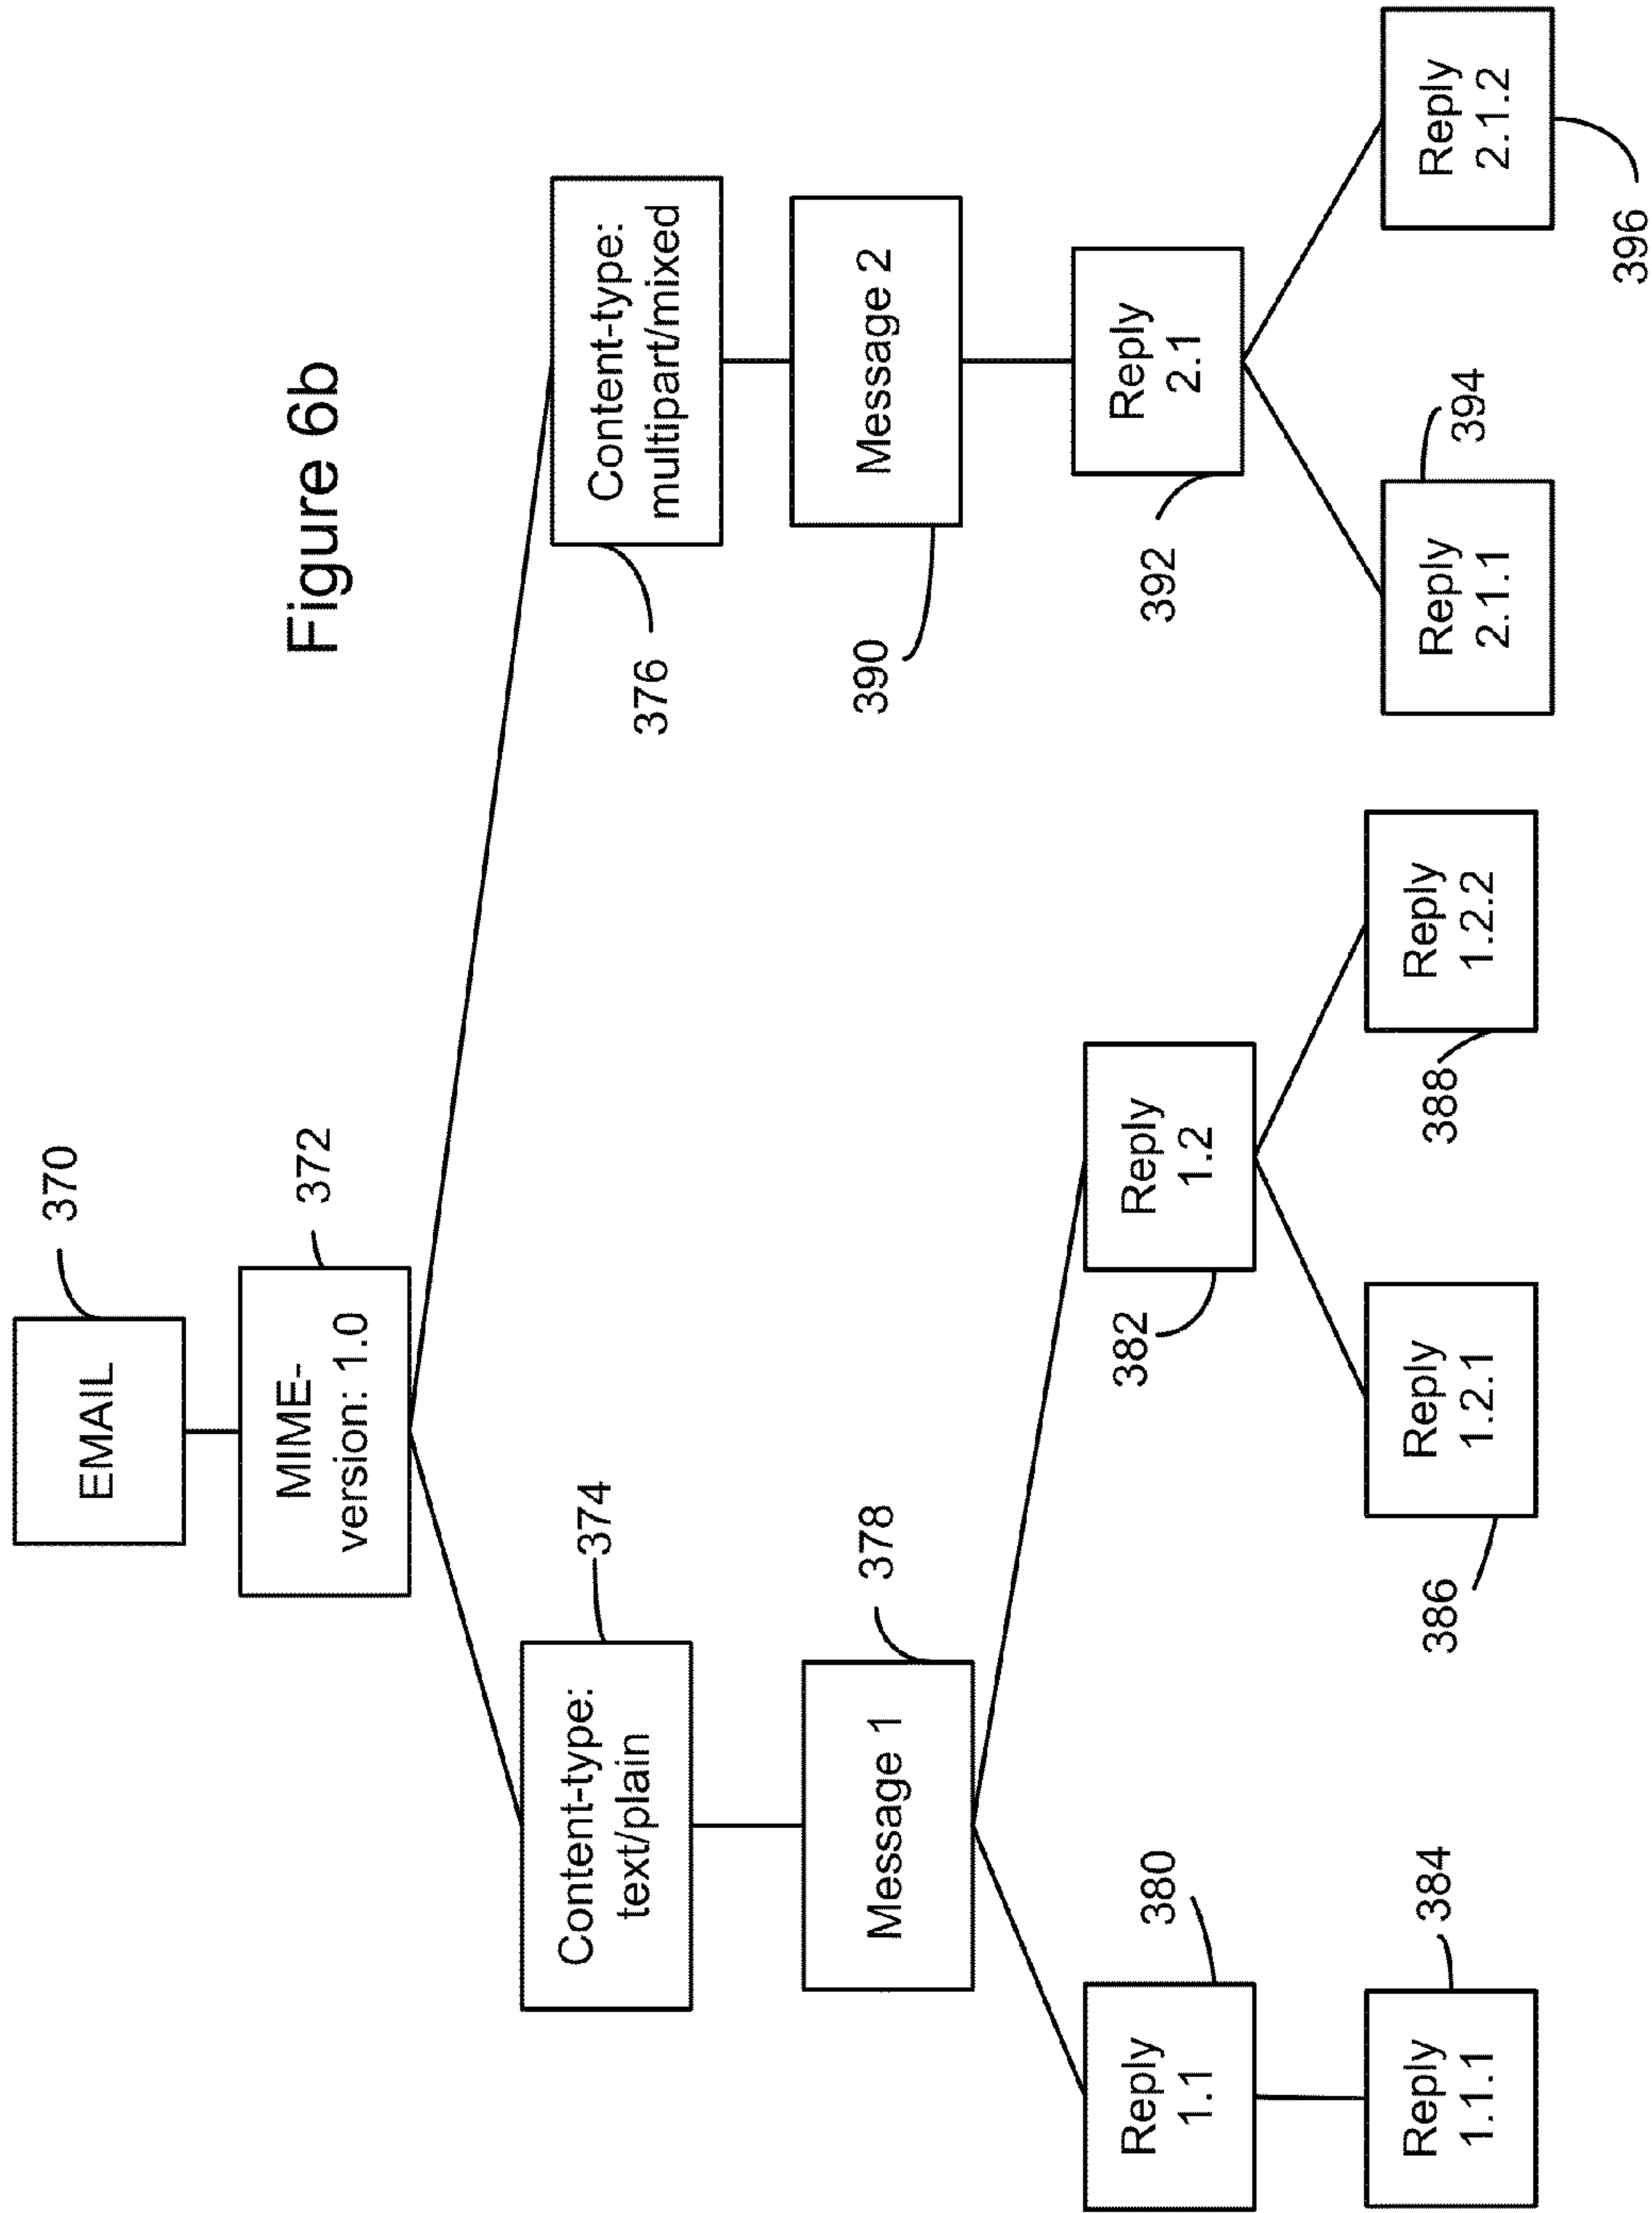 Figure 6b
EMAIL
370
MIME-
version: 1.0
372
Content-type:
text/plain
374
Content-type:
multipart/mixed
376
Message 1
378
Message 2
390
Reply
1.1
380
Reply
1.2
382
Reply
2.1
392
Reply
1.1.1
384
Reply
1.2.1
386
Reply
1.2.2
388
Reply
2.1.1
394
Reply
2.1.2
396